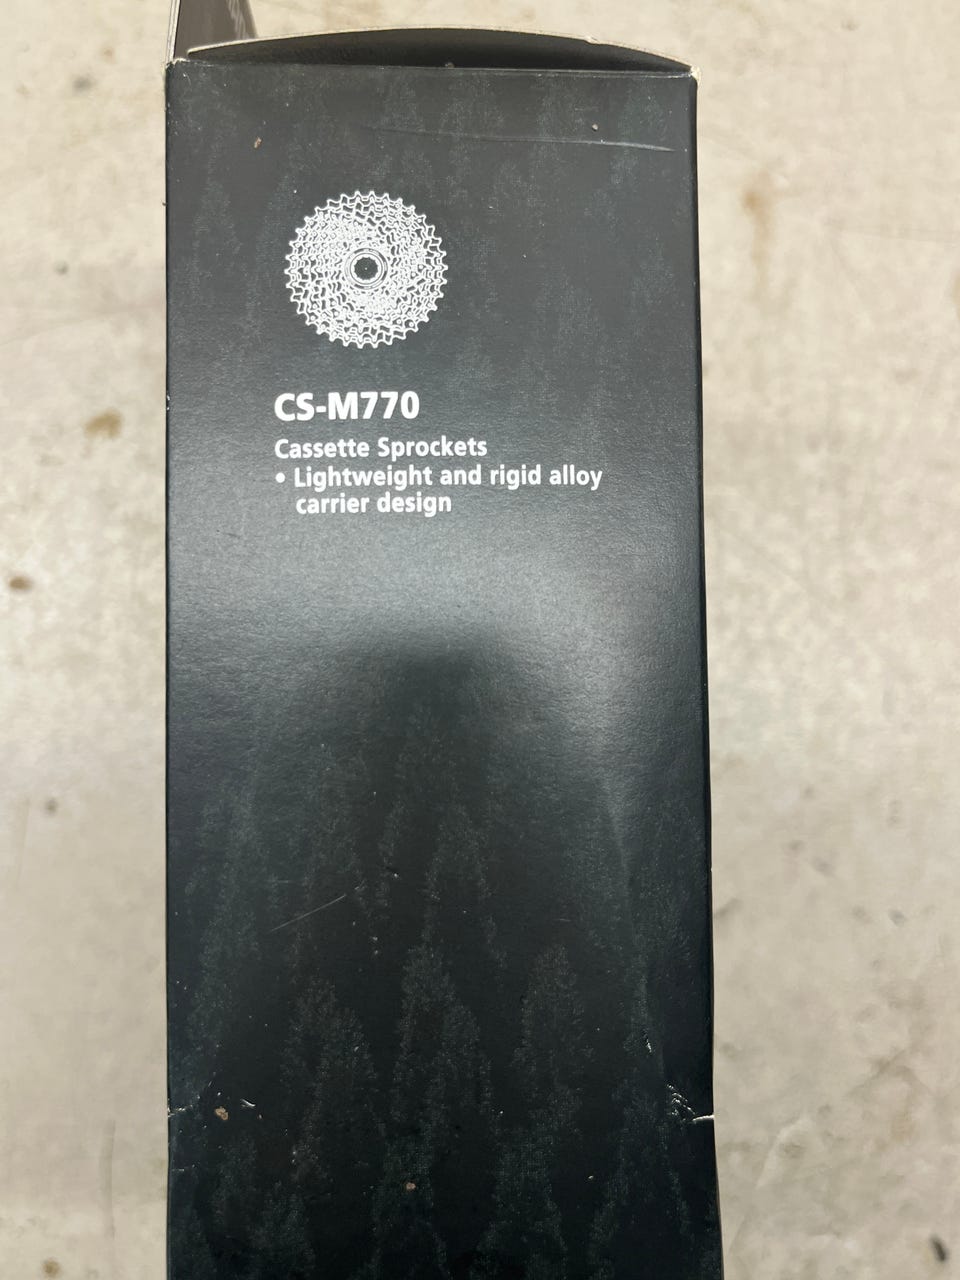 CS-M770
Cassette Sprockets
• Lightweight and rigid alloy
carrier design